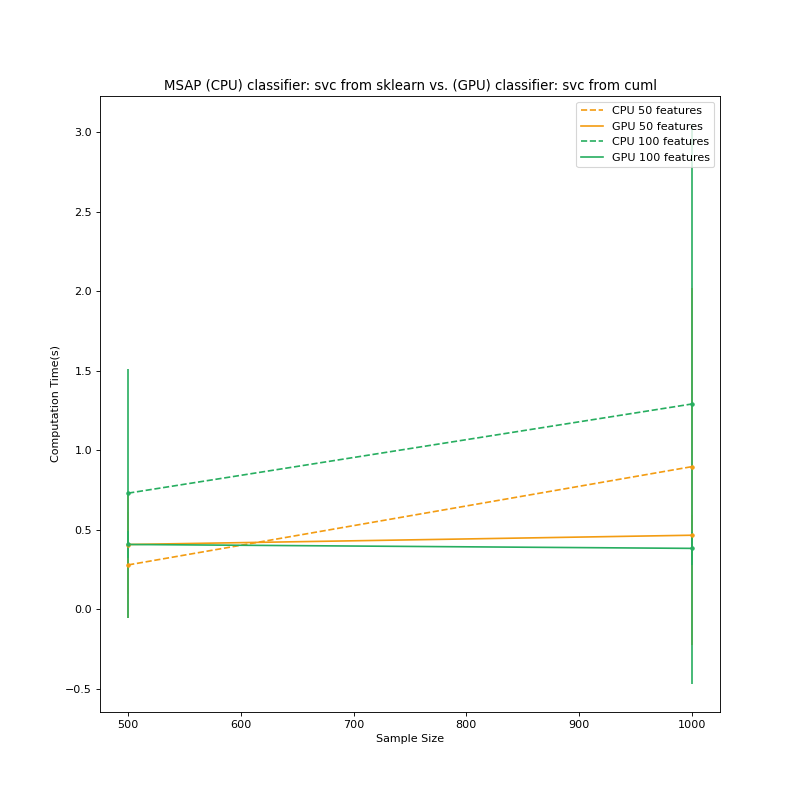 MSAP (CPU) classifier: svc from sklearn vs. (GPU) classifier: svc from cuml
CPU 50 features
GPU 50 features
CPU 100 features
GPU 100 features
3.0
2.5
2.0
1.5
1.0
0.5
0.0
−0.5
Computation Time(s)
500 600 700 800 900 1000
Sample Size